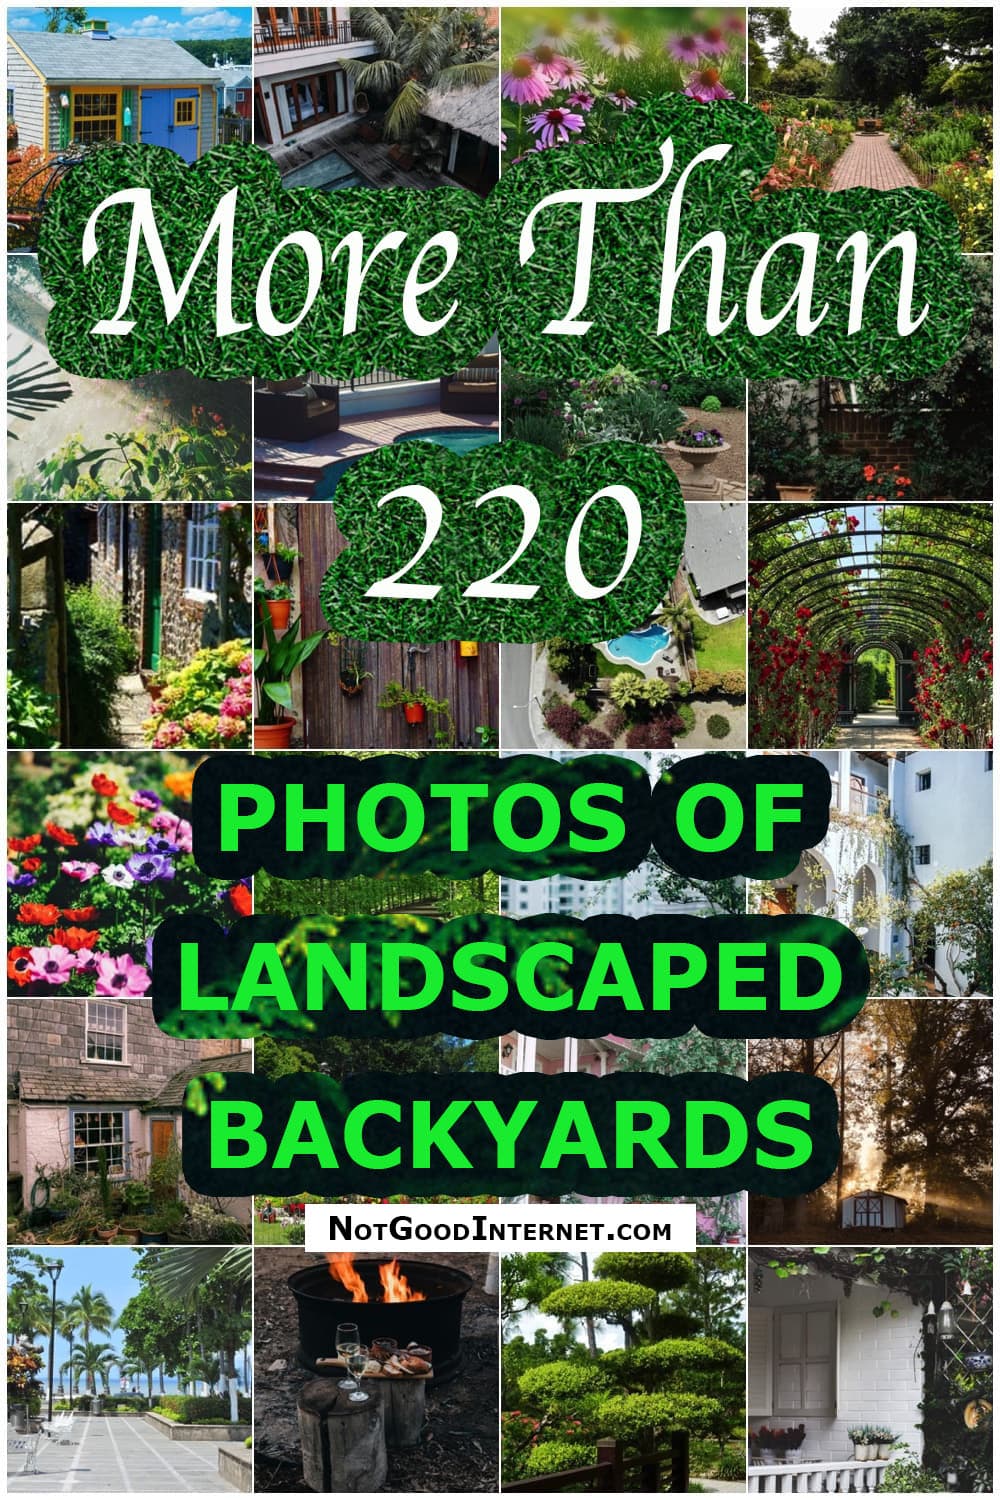 More Than
220
PHOTOS OF
LANDSCAPED
BACKYARDS
NotGoodInternet.com